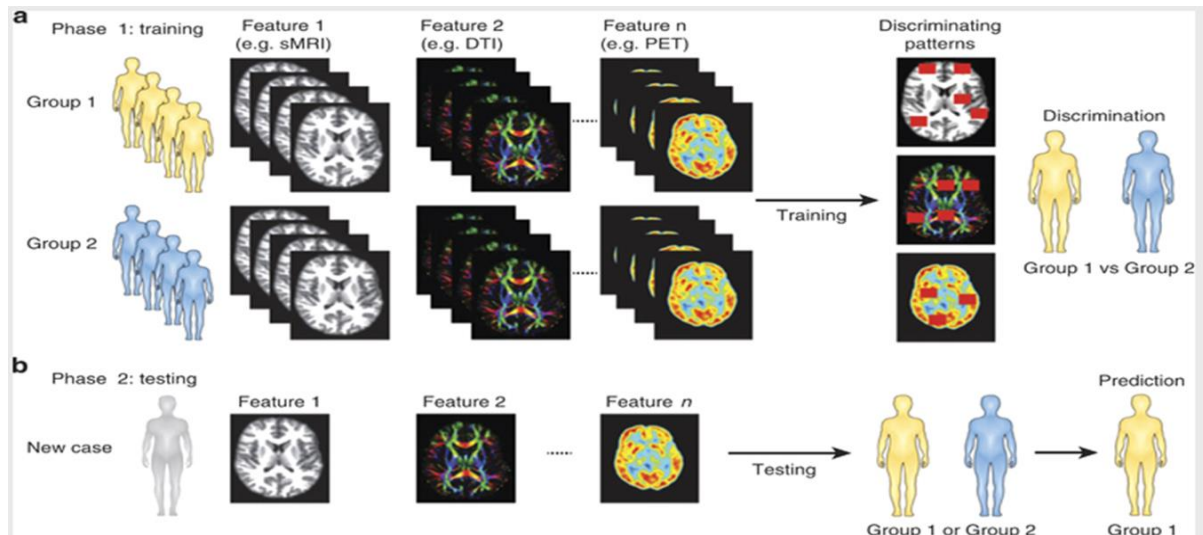 a
Phase 1: training
Feature 1
(e.g. sMRI)
Feature 2
(e.g. DTI)
Feature n
(e.g. PET)
Discriminating
patterns
Group 1
Discrimination
Training
Group 2
Group 1 vs Group 2
b
Phase 2: testing
Prediction
Feature 1
Feature 2
Feature n
New case
Testing
Group 1 or Group 2
Group 1